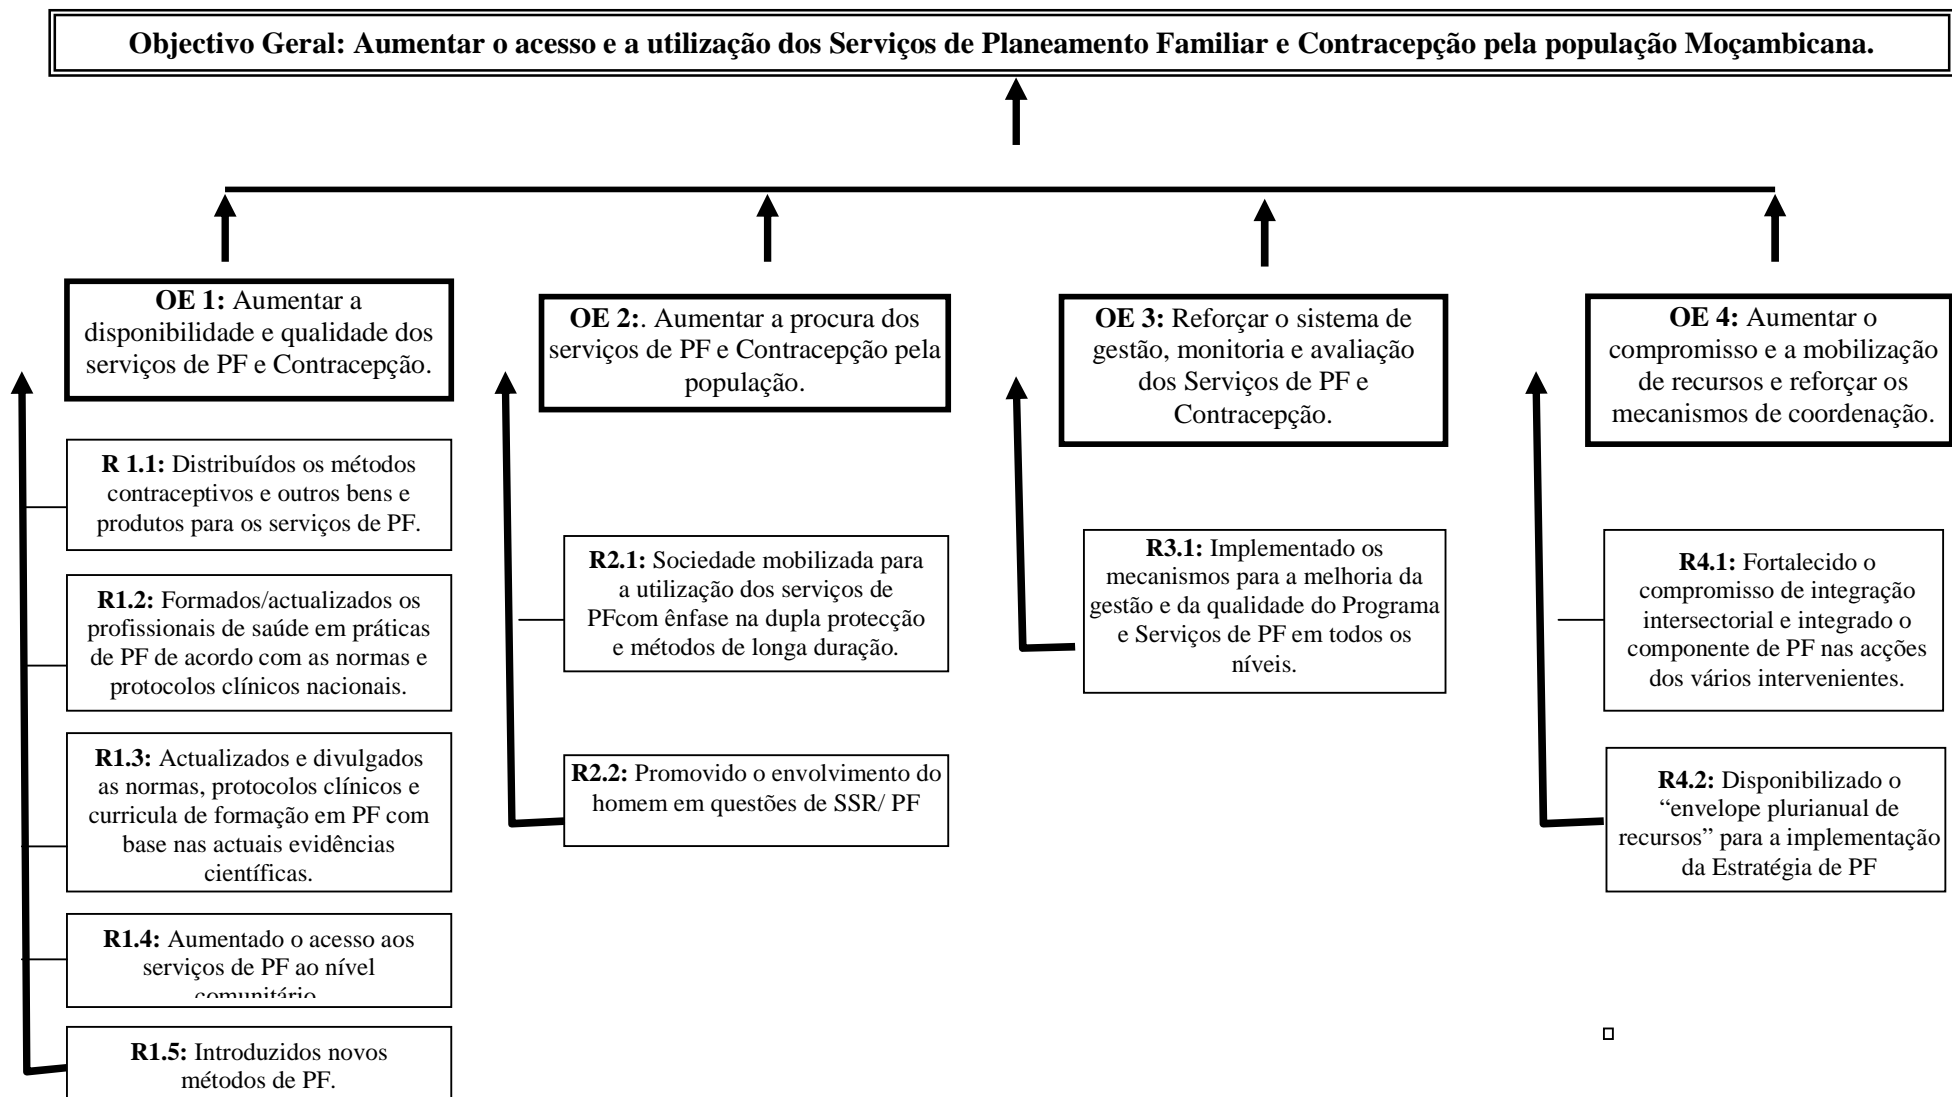 Objectivo Geral: Aumentar o acesso e a utilização dos Serviços de Planeamento Familiar e Contracepção pela população Moçambicana.
OE 1: Aumentar a
disponibilidade e qualidade dos
serviços de PF e Contracepção.
R 1.1: Distribuídos os métodos
contraceptivos e outros bens e
produtos para os serviços de PF.
R1.2: Formados/actualizados os
profissionais de saúde em práticas
de PF de acordo com as normas e
protocolos clínicos nacionais.
R1.3: Actualizados e divulgados
as normas, protocolos clínicos e
curricula de formação em PF com
base nas actuais evidências
científicas.
R1.4: Aumentado o acesso aos
serviços de PF ao nível
comunitário
R1.5: Introduzidos novos
métodos de PF.
OE 2:. Aumentar a procura dos
serviços de PF e Contracepção pela
população.
R2.1: Sociedade mobilizada para
a utilização dos serviços de
PFcom ênfase na dupla protecção
e métodos de longa duração.
R2.2: Promovido o envolvimento do
homem em questões de SSR/ PF
OE 3: Reforçar o sistema de
gestão, monitoria e avaliação
dos Serviços de PF e
Contracepção.
R3.1: Implementado os
mecanismos para a melhoria da
gestão e da qualidade do Programa
e Serviços de PF em todos os
níveis.
OE 4: Aumentar o
compromisso e a mobilização
de recursos e reforçar os
mecanismos de coordenação.
R4.1: Fortalecido o
compromisso de integração
intersectorial e integrado o
componente de PF nas acções
dos vários intervenientes.
R4.2: Disponibilizado o
“envelope plurianual de
recursos” para a implementação
da Estratégia de PF